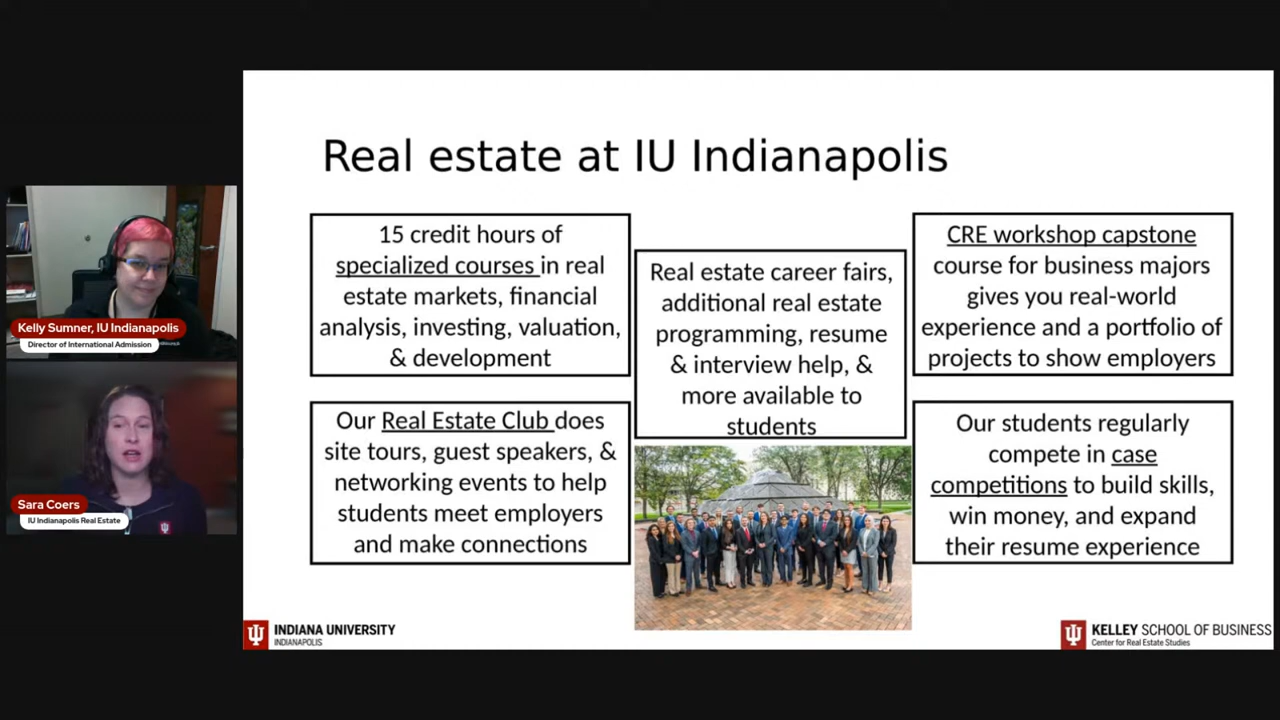 Real estate at IU Indianapolis
15 credit hours of
specialized courses in real
estate markets, financial
analysis, investing, valuation,
& development
Real estate career fairs,
additional real estate
programming, resume
& interview help, &
more available to
students
CRE workshop capstone
course for business majors
gives you real-world
experience and a portfolio of
projects to show employers
Our Real Estate Club does
site tours, guest speakers, &
networking events to help
students meet employers
and make connections
Our students regularly
compete in case
competitions to build skills,
win money, and expand
their resume experience
Kelly Sumner, IU Indianapolis
Director of International Admission
Sara Coers
IU Indianapolis Real Estate
INDIANA UNIVERSITY
INDIANAPOLIS
KELLEY SCHOOL OF BUSINESS
Center for Real Estate Studies